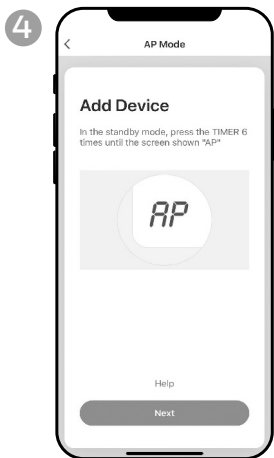 4
AP Mode
Add Device
In the standby mode, press the TIMER 6
times until the screen shown "AP"
AP
Help
Next